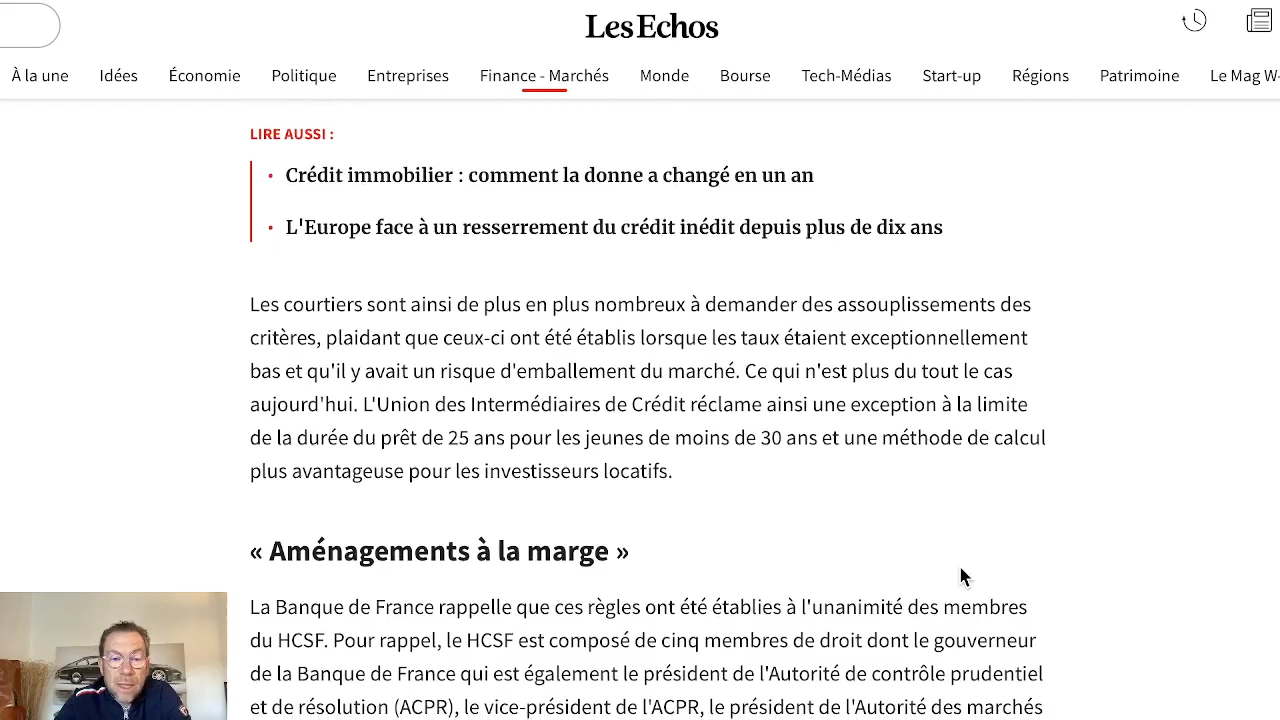 Les Echos
À la une Idées Économie Politique Entreprises Finance - Marchés Monde Bourse Tech-Médias Start-up Régions Patrimoine Le Mag W-
LIRE AUSSI :
• Crédit immobilier : comment la donne a changé en un an
• L'Europe face à un resserrement du crédit inédit depuis plus de dix ans
Les courtiers sont ainsi de plus en plus nombreux à demander des assouplissements des
critères, plaidant que ceux-ci ont été établis lorsque les taux étaient exceptionnellement
bas et qu'il y avait un risque d'emballement du marché. Ce qui n'est plus du tout le cas
aujourd'hui. L'Union des Intermédiaires de Crédit réclame ainsi une exception à la limite
de la durée du prêt de 25 ans pour les jeunes de moins de 30 ans et une méthode de calcul
plus avantageuse pour les investisseurs locatifs.
« Aménagements à la marge »
La Banque de France rappelle que ces règles ont été établies à l'unanimité des membres
du HCSF. Pour rappel, le HCSF est composé de cinq membres de droit dont le gouverneur
de la Banque de France qui est également le président de l'Autorité de contrôle prudentiel
et de résolution (ACPR), le vice-président de l'ACPR, le président de l'Autorité des marchés